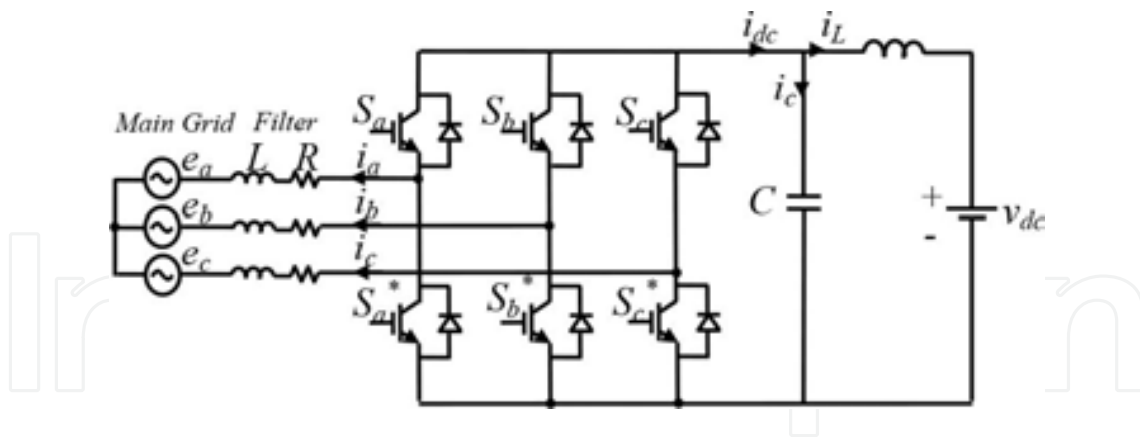 i_dc i_L
i_c
S_a S_b S_c
Main Grid Filter
e_a L R i_a
e_b i_b
e_c i_c
C + v_dc
-
S_a* S_b* S_c*